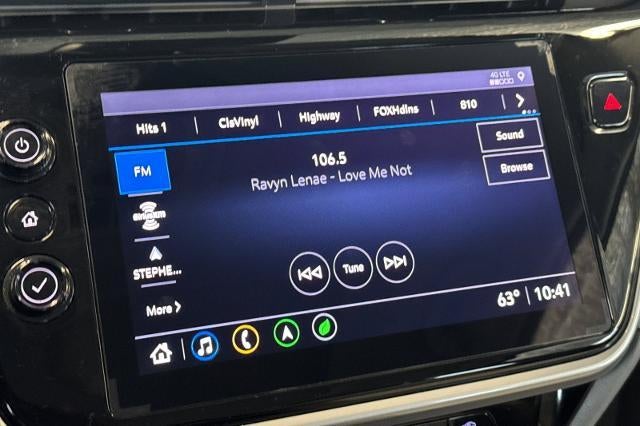 4G LTE
Hits 1 | ClsVinyl | Highway | FOXHdlns | 810
FM
106.5
Ravyn Lenae - Love Me Not
Sound
Browse
SiriusXM
STEPHE...
Tune
More
63° | 10:41